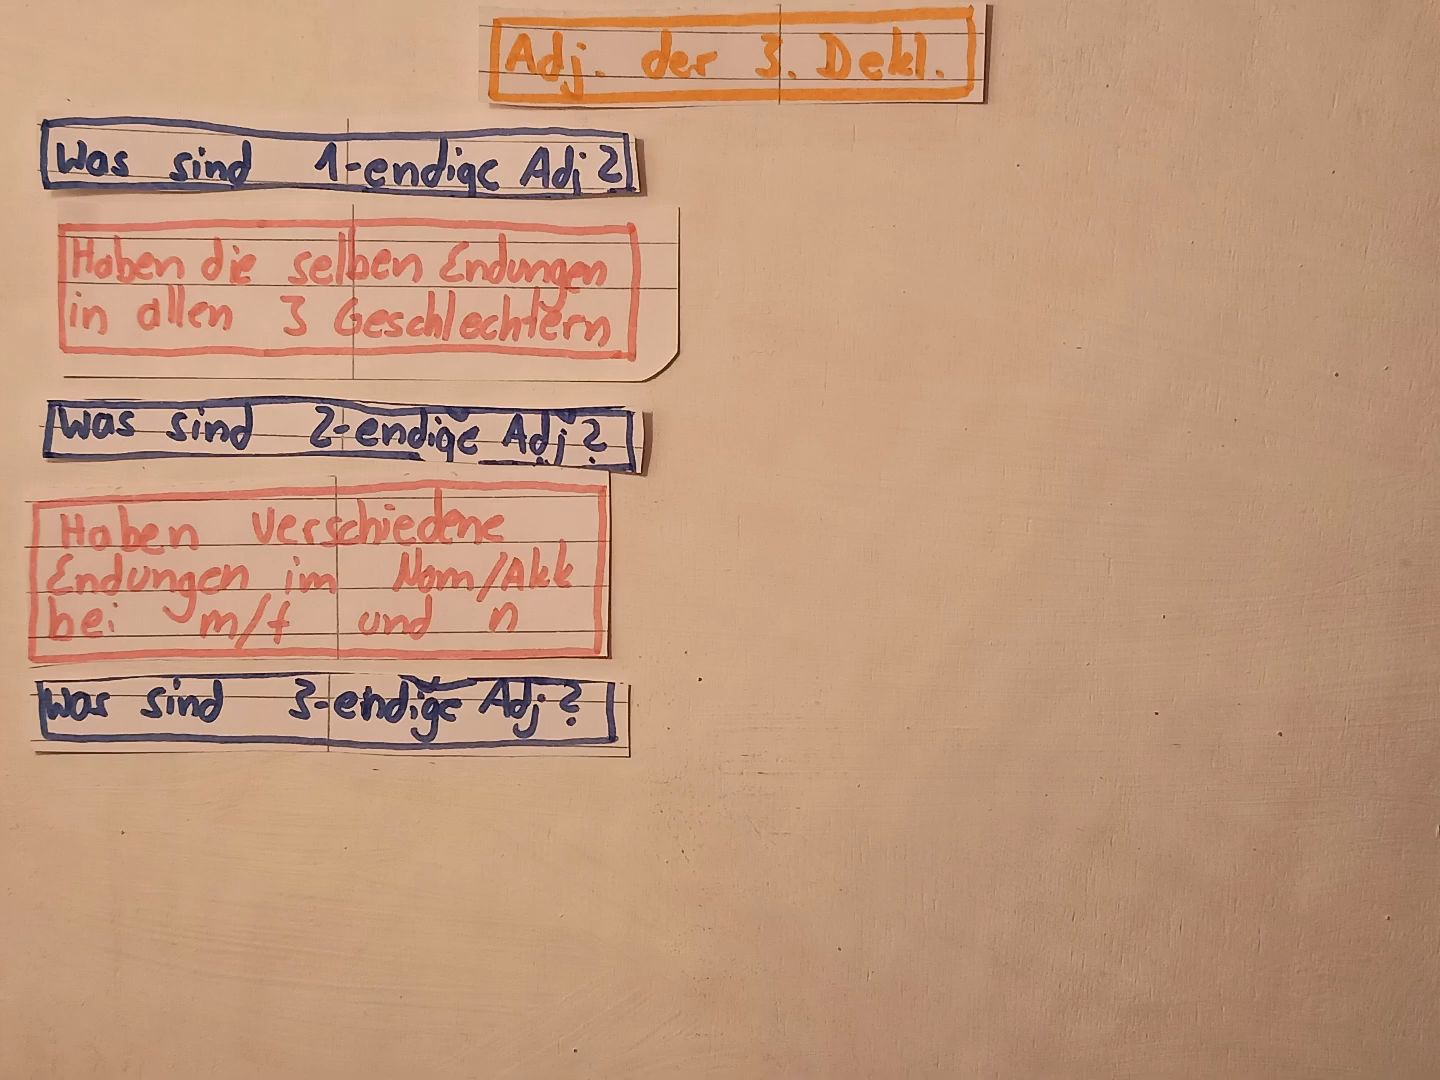 Adj. der 3. Dekl.
Was sind 1-endige Adj?
Haben die selben Endungen
in allen 3 Geschlechtern
Was sind 2-endige Adj?
Haben Verschiedene
Endungen im Nom/Akk
bei m/f und n
Was sind 3-endige Adj?